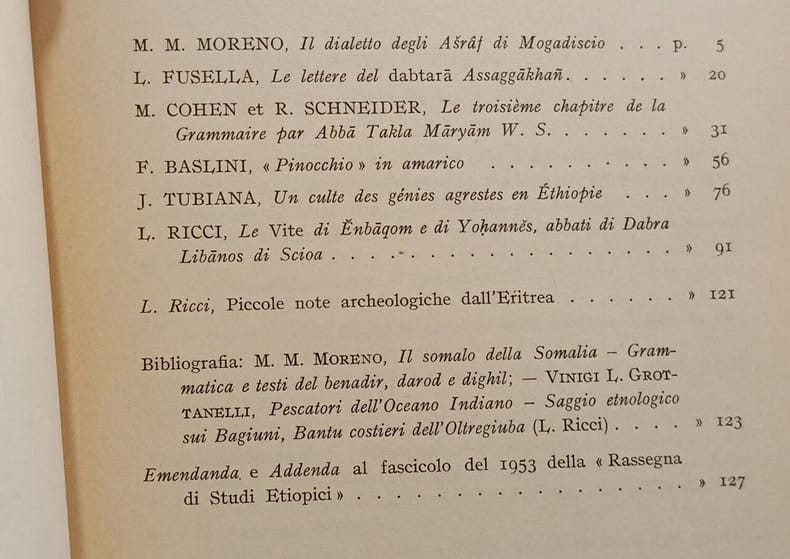 M. M. MORENO, Il dialetto degli Ašrâf di Mogadiscio . . . p. 5
L. FUSELLA, Le lettere del dabtarā Assaggākhañ. . . . . . . » 20
M. COHEN et R. SCHNEIDER, Le troisième chapitre de la
Grammaire par Abbā Takla Māryām W. S. . . . . . . . » 31
F. BASLINI, « Pinocchio » in amarico . . . . . . . . . . » 56
J. TUBIANA, Un culte des génies agrestes en Éthiopie . . . » 76
L. RICCI, Le Vite di Ĕnbāqom e di Yoḥannĕs, abbati di Dabra
Libānos di Scioa . . . . . . . . . . . . . . . . . . » 91
L. Ricci, Piccole note archeologiche dall'Eritrea . . . . . . » 121
Bibliografia: M. M. MORENO, Il somalo della Somalia – Gram-
matica e testi del benadir, darod e dighil; — VINIGI L. GROT-
TANELLI, Pescatori dell'Oceano Indiano – Saggio etnologico
sui Bagiuni, Bantu costieri dell'Oltregiuba (L. Ricci) . . . . » 123
Emendanda e Addenda al fascicolo del 1953 della « Rassegna
di Studi Etiopici » . . . . . . . . . . . . . . . . . » 127